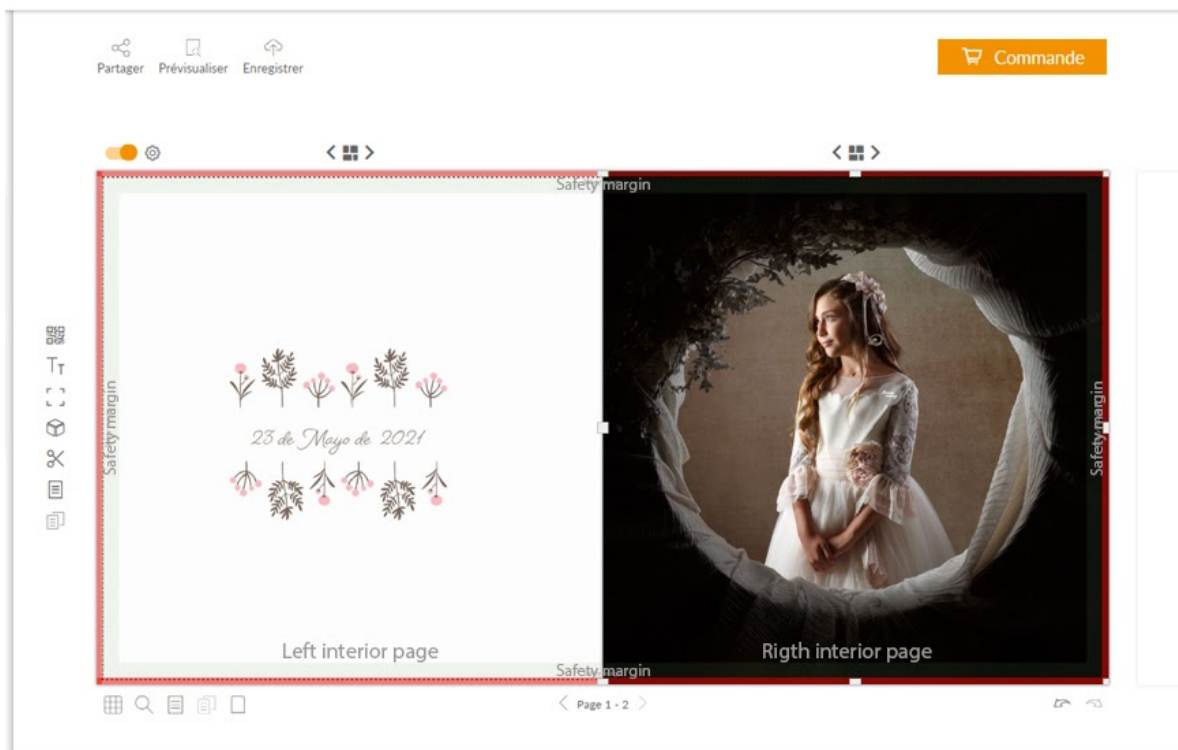 Partager
Prévisualiser
Enregistrer
Commande
Safety margin
Safety margin
23 de Mayo de 2021
Safety margin
Left interior page
Rigth interior page
Safety margin
Page 1 - 2